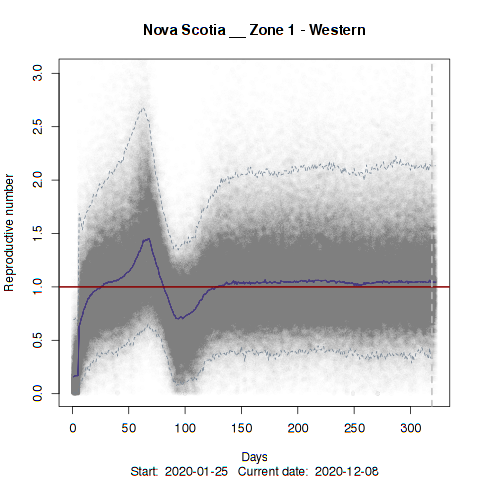 Nova Scotia __ Zone 1 - Western
3.0
2.5
2.0
1.5
1.0
0.5
0.0
Reproductive number
0 50 100 150 200 250 300
Days
Start: 2020-01-25 Current date: 2020-12-08